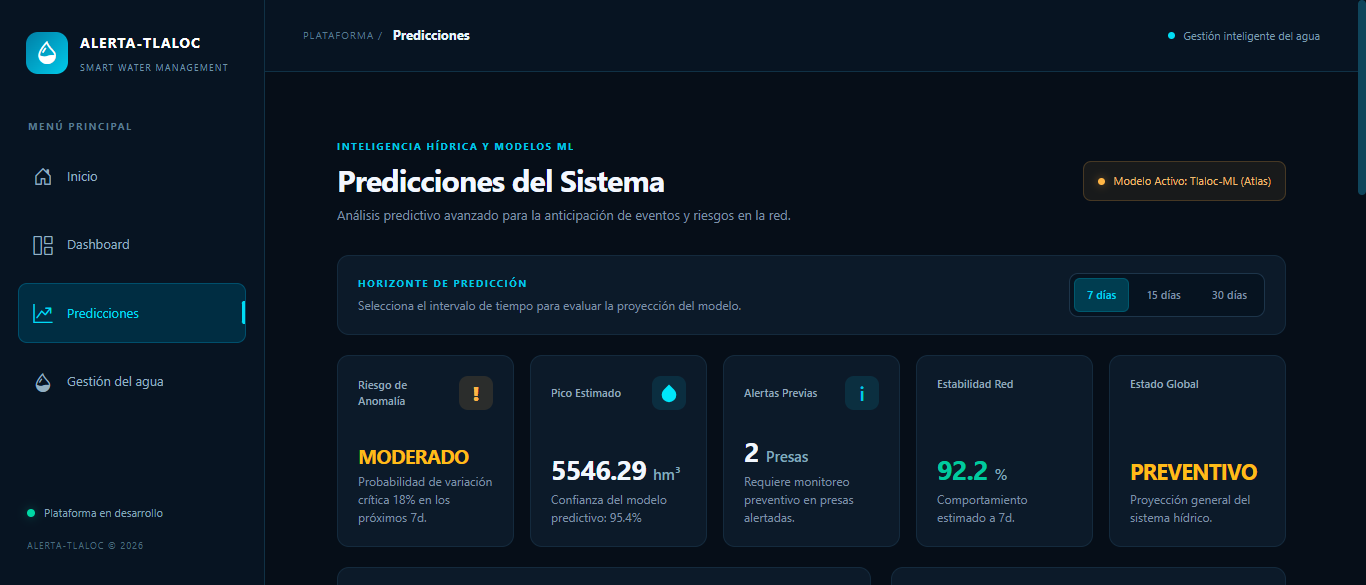 ALERTA-TLALOC
SMART WATER MANAGEMENT
MENÚ PRINCIPAL
Inicio
Dashboard
Predicciones
Gestión del agua
Plataforma en desarrollo
ALERTA-TLALOC © 2026
PLATAFORMA / Predicciones
Gestión inteligente del agua
INTELIGENCIA HÍDRICA Y MODELOS ML
Predicciones del Sistema
Análisis predictivo avanzado para la anticipación de eventos y riesgos en la red.
Modelo Activo: Tlaloc-ML (Atlas)
HORIZONTE DE PREDICCIÓN
Selecciona el intervalo de tiempo para evaluar la proyección del modelo.
7 días
15 días
30 días
Riesgo de
Anomalía
MODERADO
Probabilidad de variación
crítica 18% en los
próximos 7d.
Pico Estimado
5546.29 hm³
Confianza del modelo
predictivo: 95.4%
Alertas Previas
2 Presas
Requiere monitoreo
preventivo en presas
alertadas.
Estabilidad Red
92.2 %
Comportamiento
estimado a 7d.
Estado Global
PREVENTIVO
Proyección general del
sistema hídrico.